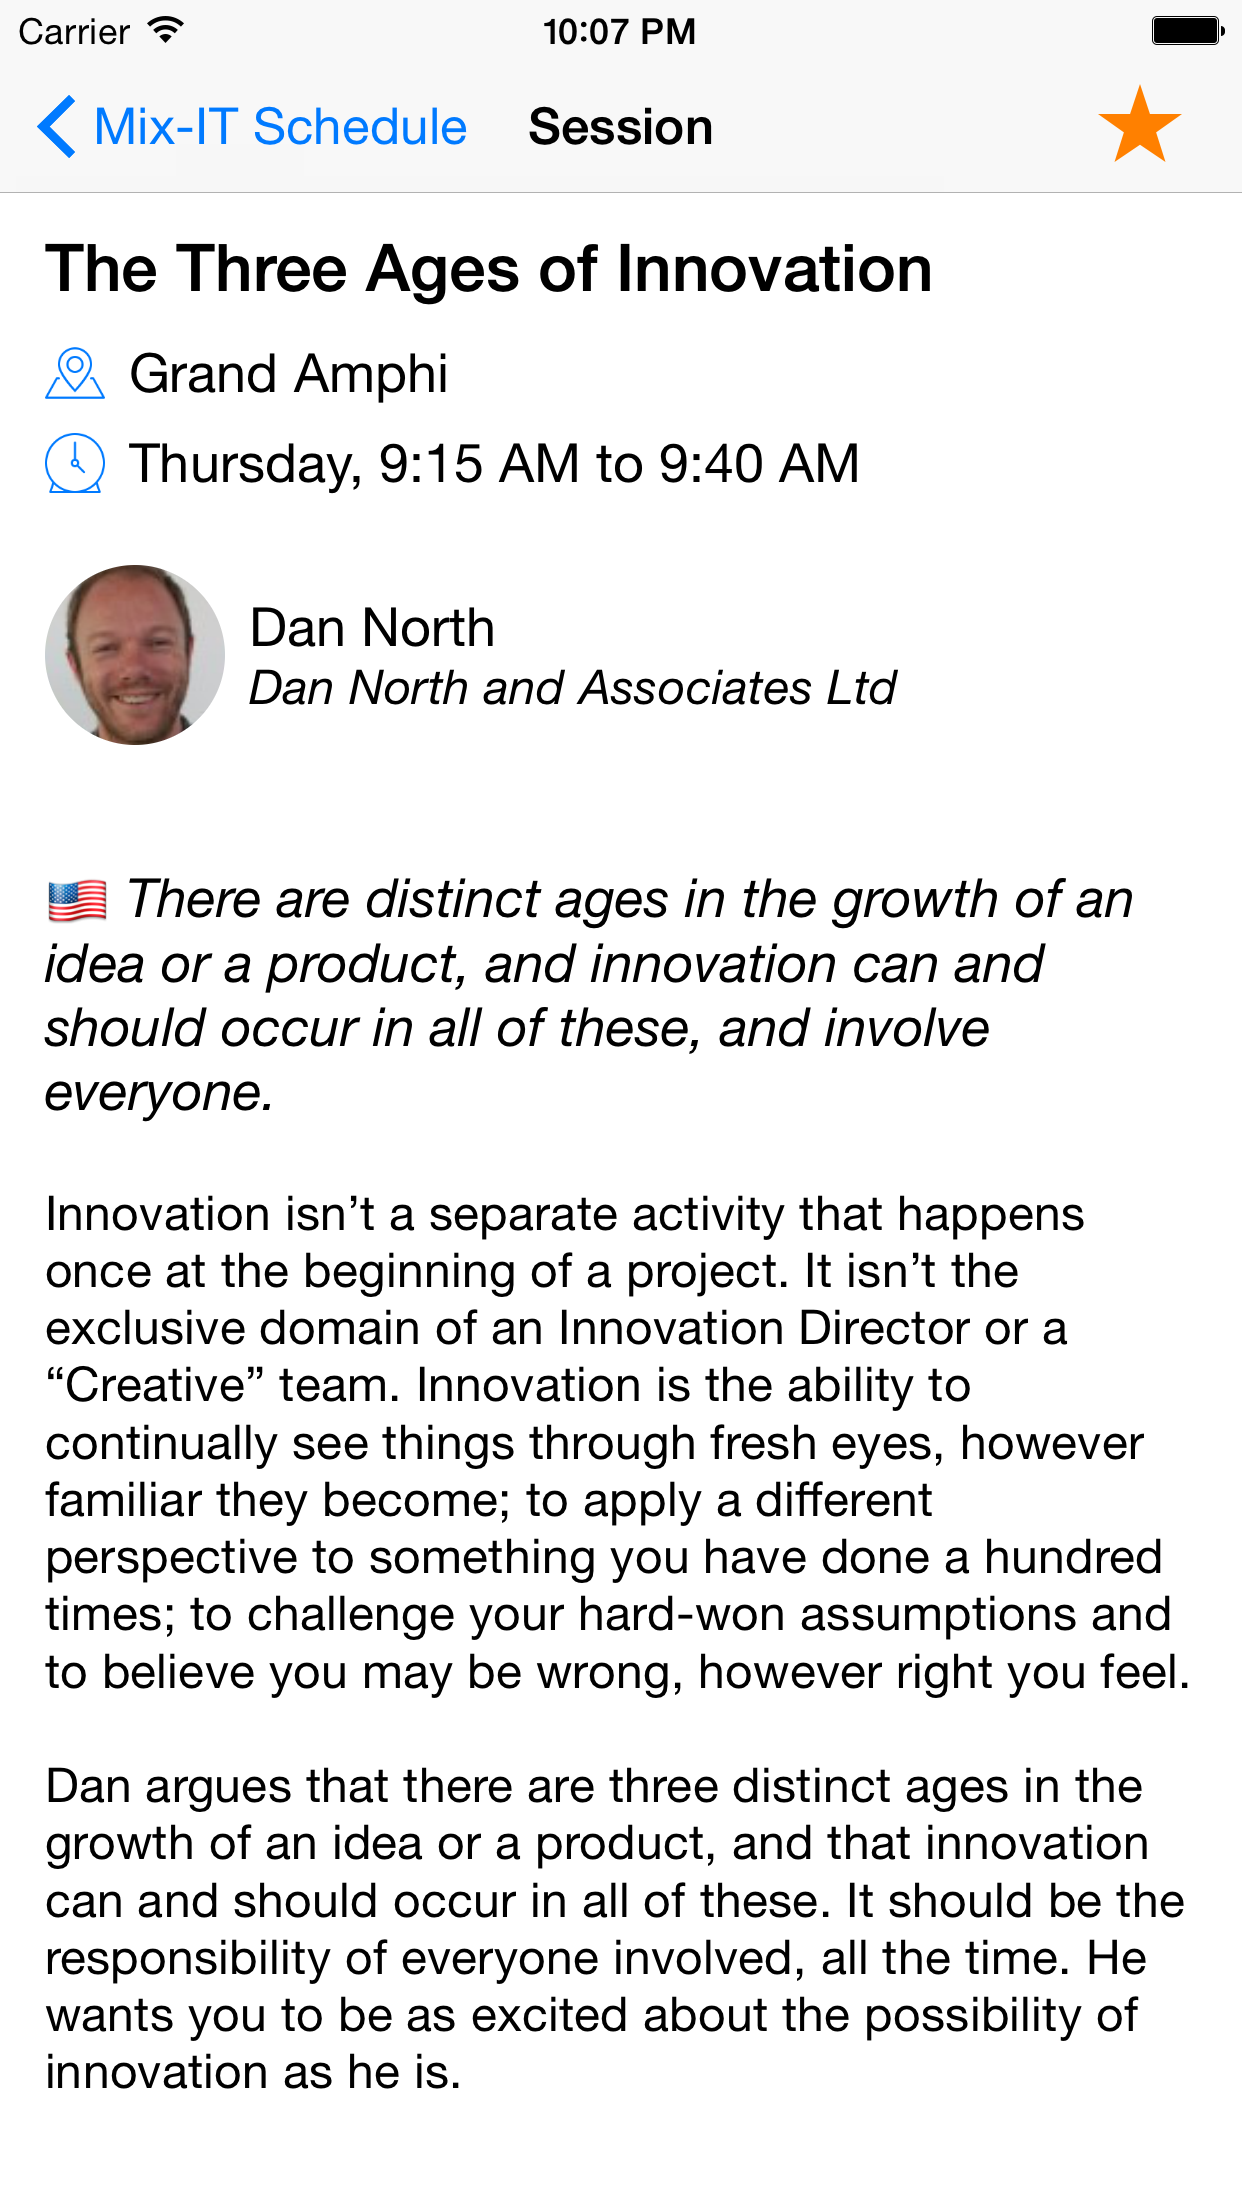 Carrier 10:07 PM
Mix-IT Schedule Session
The Three Ages of Innovation
Grand Amphi
Thursday, 9:15 AM to 9:40 AM
Dan North
Dan North and Associates Ltd
🇺🇸 There are distinct ages in the growth of an
idea or a product, and innovation can and
should occur in all of these, and involve
everyone.
Innovation isn’t a separate activity that happens
once at the beginning of a project. It isn’t the
exclusive domain of an Innovation Director or a
“Creative” team. Innovation is the ability to
continually see things through fresh eyes, however
familiar they become; to apply a different
perspective to something you have done a hundred
times; to challenge your hard-won assumptions and
to believe you may be wrong, however right you feel.
Dan argues that there are three distinct ages in the
growth of an idea or a product, and that innovation
can and should occur in all of these. It should be the
responsibility of everyone involved, all the time. He
wants you to be as excited about the possibility of
innovation as he is.